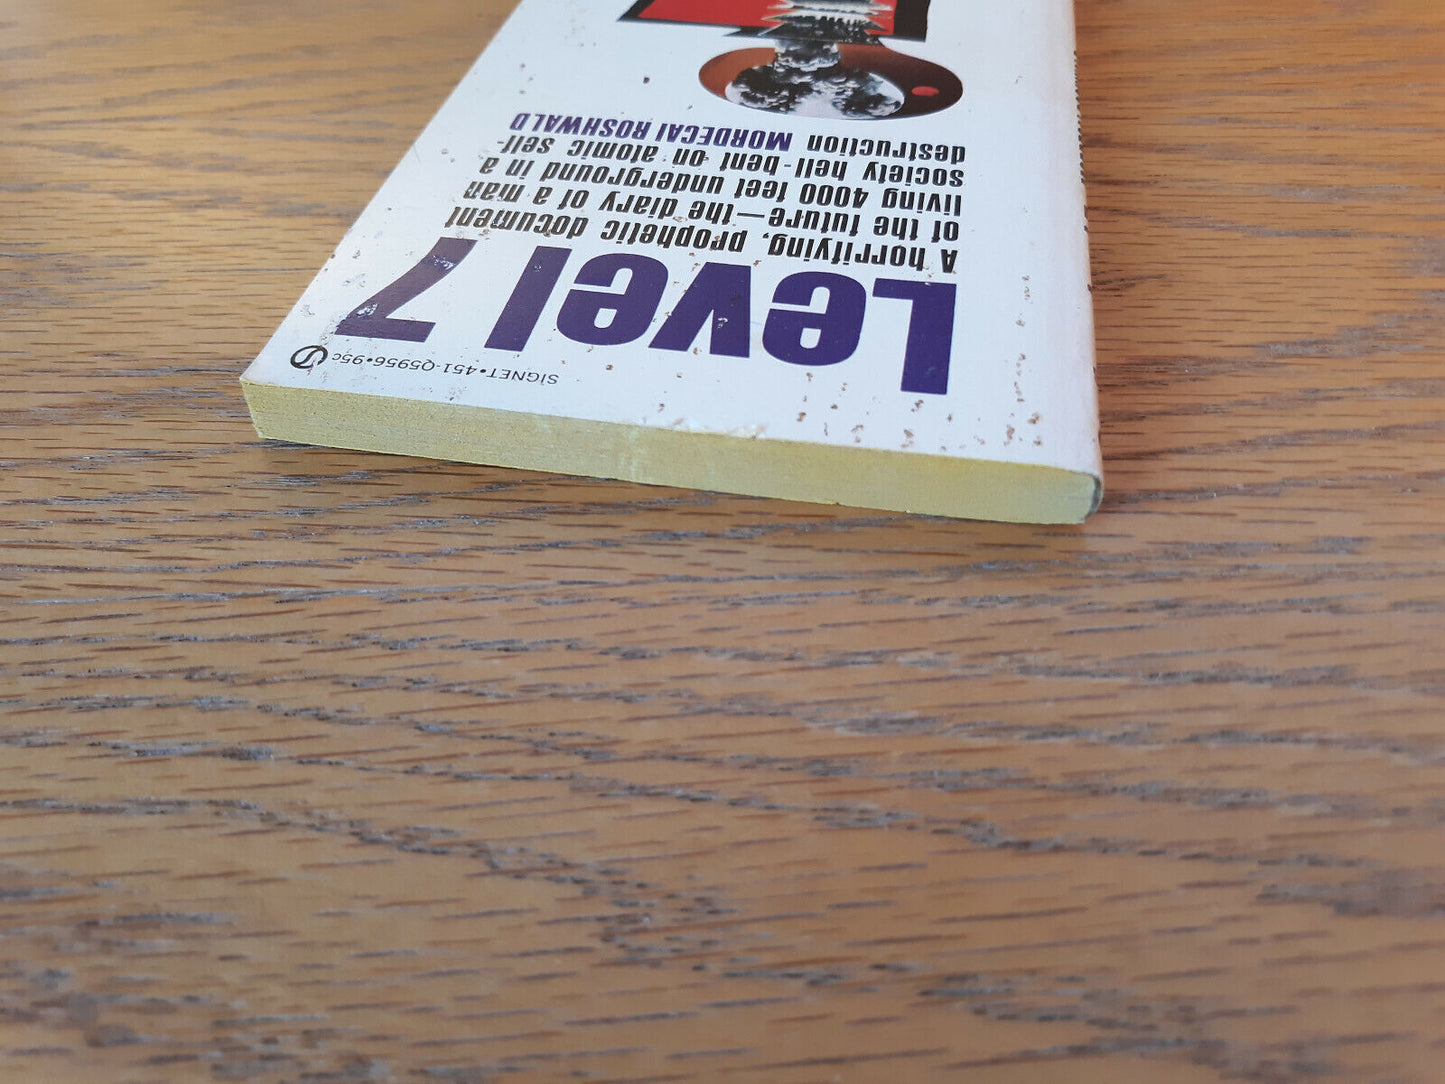 SIGNET•451-Q5956•95c
Level 7
A horrifying, prophetic document
of the future—the diary of a man
living 4000 feet underground in a
society hell-bent on atomic self-
destruction MORDECAI ROSHWALD